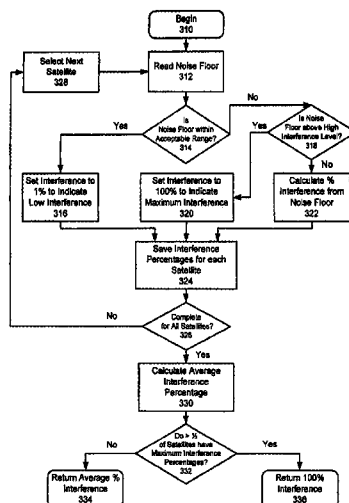 Begin
310
Select Next
Satellite
328
Read Noise Floor
312
No
Is
Noise Floor within
Acceptable Range?
314
Yes
Is Noise
Floor above High
Interference Level?
318
Yes
No
Set Interference to
1% to Indicate
Low Interference
316
Set Interference to
100% to Indicate
Maximum Interference
320
Calculate %
Interference from
Noise Floor
322
Save Interference
Percentages for each
Satellite
324
No
Complete
for All Satellites?
326
Yes
Calculate Average
Interference
Percentage
330
No
Do > ½
of Satellites have
Maximum Interference
Percentages?
332
Yes
Return Average %
Interference
334
Return 100%
Interference
336